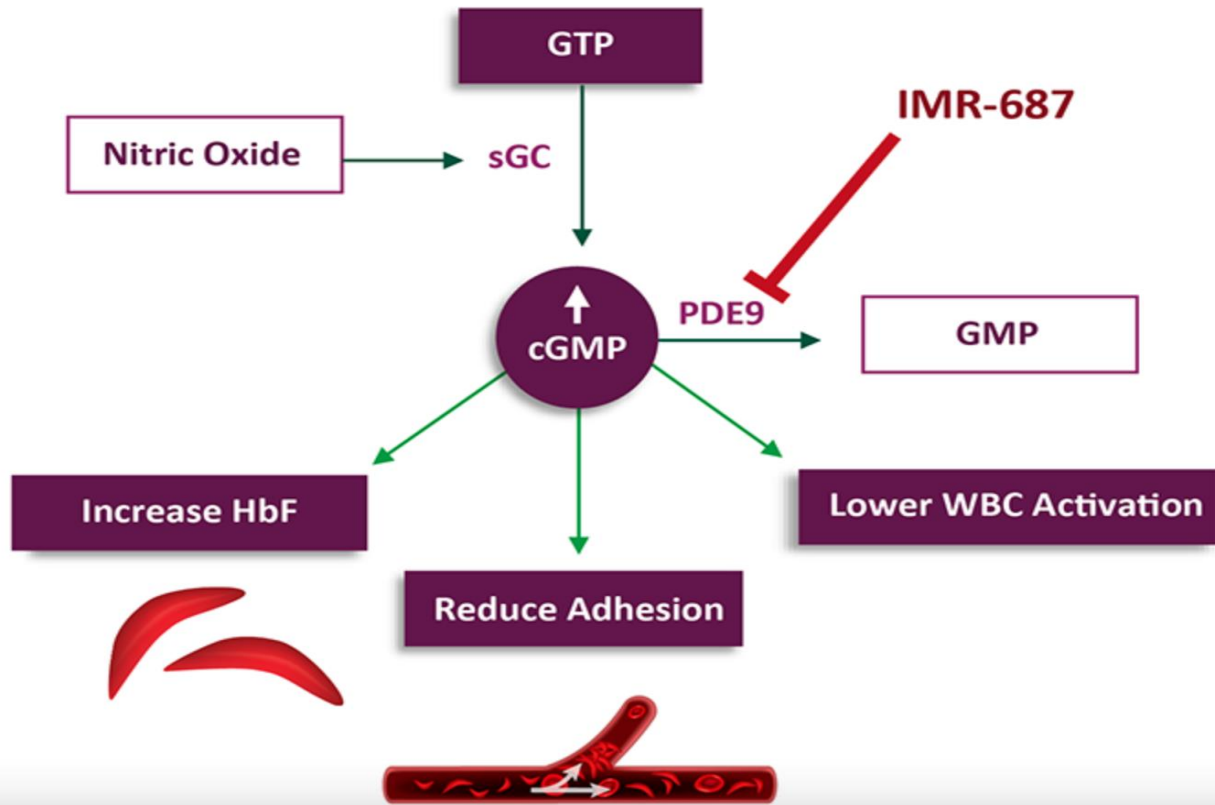 GTP
IMR-687
Nitric Oxide
sGC
cGMP
PDE9
GMP
Increase HbF
Lower WBC Activation
Reduce Adhesion